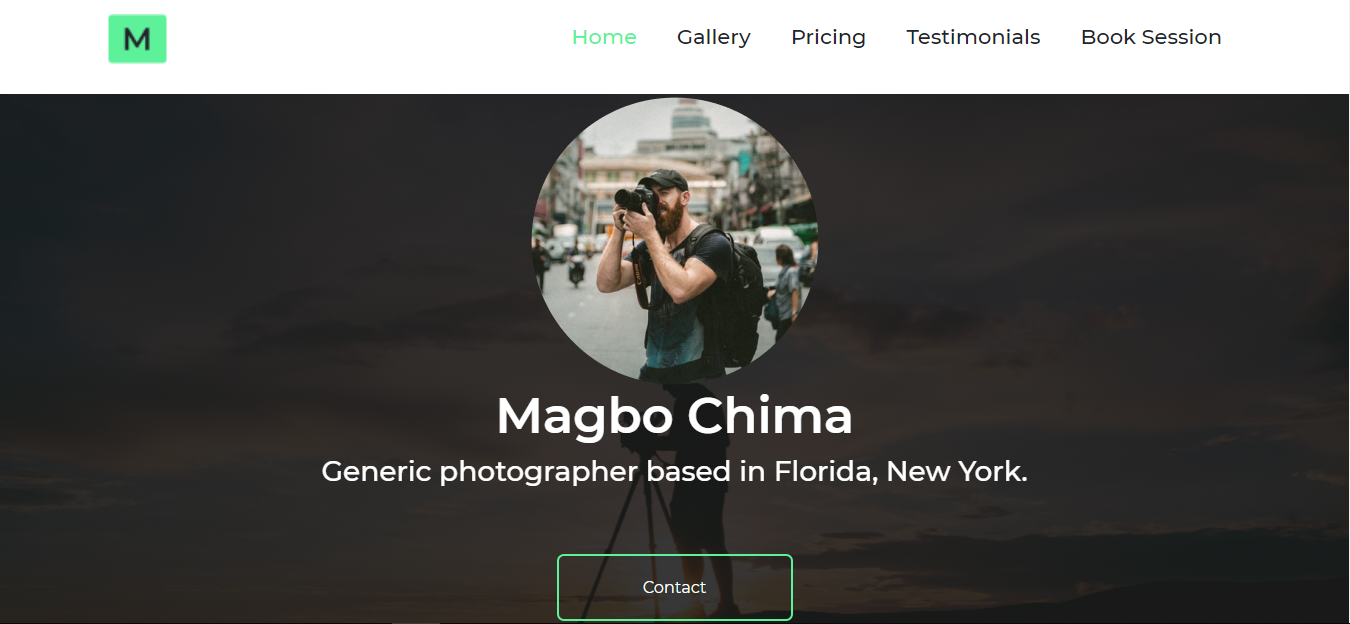 M
Home Gallery Pricing Testimonials Book Session
Magbo Chima
Generic photographer based in Florida, New York.
Contact